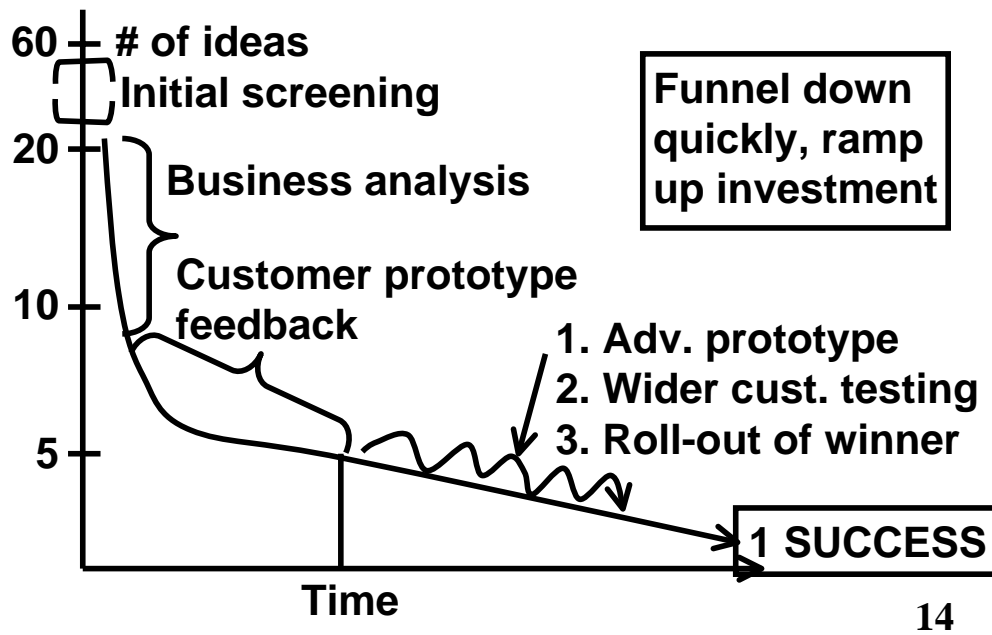 60
# of ideas
Initial screening
Funnel down
quickly, ramp
up investment
20
Business analysis
Customer prototype
feedback
10
1. Adv. prototype
2. Wider cust. testing
3. Roll-out of winner
5
1 SUCCESS
Time
14